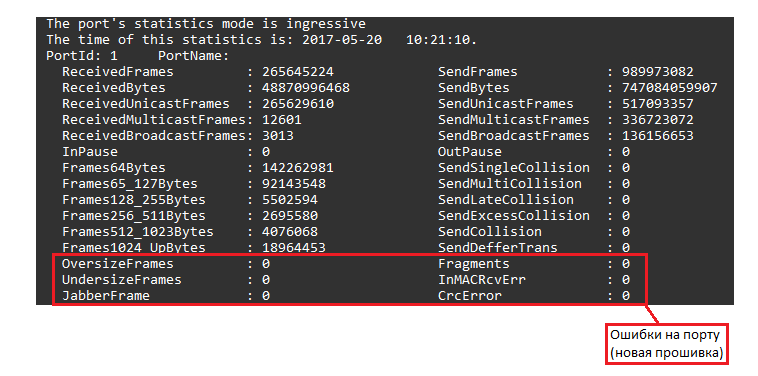 The port's statistics mode is ingressive
The time of this statistics is: 2017-05-20   10:21:10.
PortId: 1     PortName:
ReceivedFrames         : 265645224             SendFrames           : 989973082
ReceivedBytes          : 48870996468           SendBytes            : 747084059907
ReceivedUnicastFrames  : 265629610             SendUnicastFrames    : 517093357
ReceivedMulticastFrames: 12601                 SendMulticastFrames  : 336723072
ReceivedBroadcastFrames: 3013                  SendBroadcastFrames  : 136156653
InPause                : 0                     OutPause             : 0
Frames64Bytes          : 142262981             SendSingleCollision  : 0
Frames65_127Bytes      : 92143548              SendMultiCollision   : 0
Frames128_255Bytes     : 5502594               SendLateCollision    : 0
Frames256_511Bytes     : 2695580               SendExcessCollision  : 0
Frames512_1023Bytes    : 4076068               SendCollision        : 0
Frames1024_UpBytes     : 18964453              SendDefferTrans      : 0
OversizeFrames         : 0                     Fragments            : 0
UndersizeFrames        : 0                     InMACRcvErr          : 0
JabberFrame            : 0                     CrcError             : 0
Ошибки на порту
(новая прошивка)